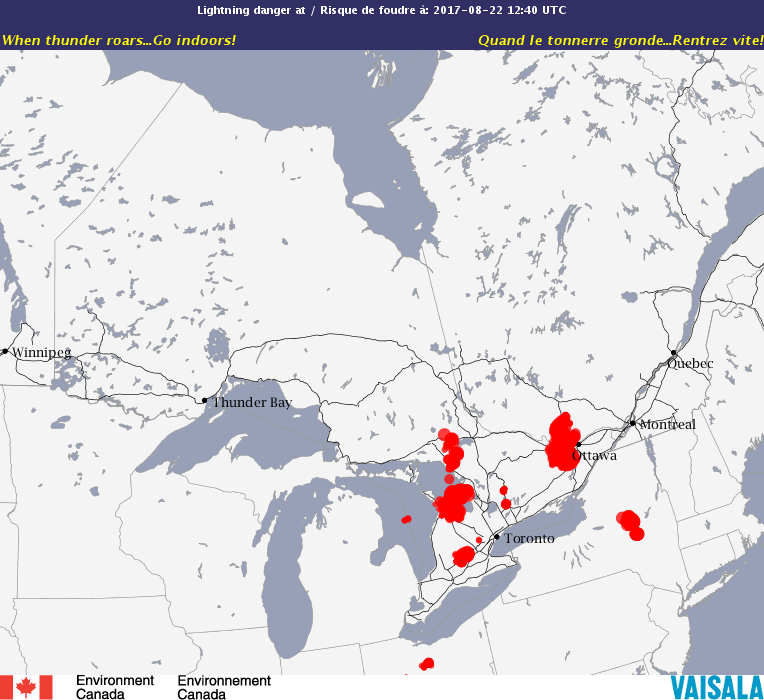 Lightning danger at / Risque de foudre à: 2017-08-22 12:40 UTC
When thunder roars...Go indoors! Quand le tonnerre gronde...Rentrez vite!
Winnipeg
Quebec
Thunder Bay
Montreal
Ottawa
Toronto
Environment Environnement VAISALA
Canada Canada